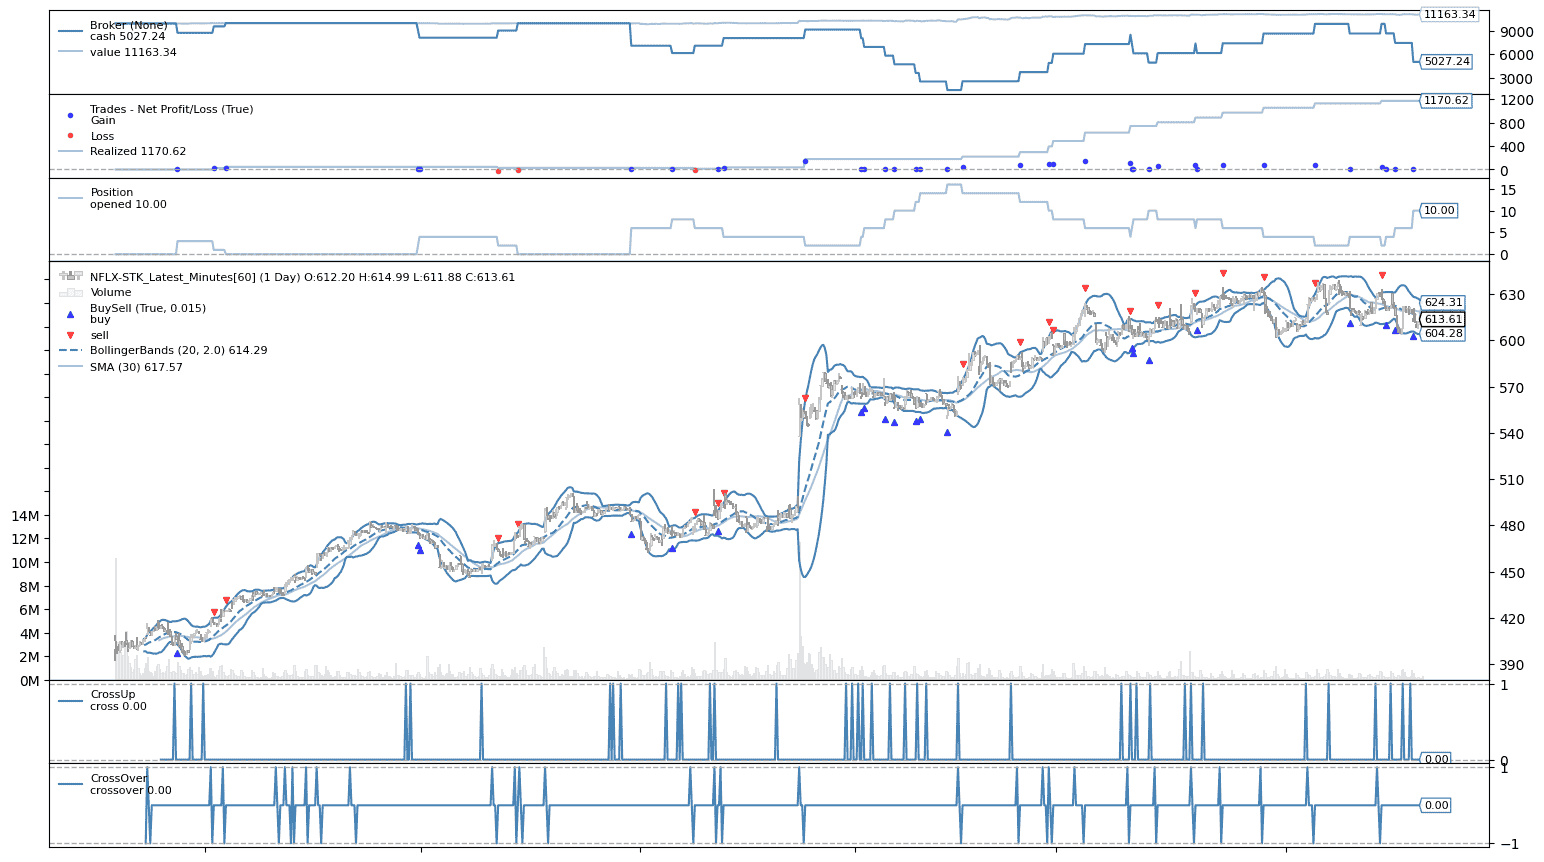 Broker (None)
cash 5027.24
value 11163.34
11163.34
9000
6000
5027.24
3000
Trades - Net Profit/Loss (True)
Gain
Loss
Realized 1170.62
1200
1170.62
800
400
0
Position
opened 10.00
15
10
10.00
5
0
NFLX-STK_Latest_Minutes[60] (1 Day) O:612.20 H:614.99 L:611.88 C:613.61
Volume
BuySell (True, 0.015)
buy
sell
BollingerBands (20, 2.0) 614.29
SMA (30) 617.57
630
624.31
613.61
604.28
600
570
540
510
480
450
420
390
14M
12M
10M
8M
6M
4M
2M
0M
CrossUp
cross 0.00
1
0.00
0
CrossOver
crossover 0.00
1
0.00
−1